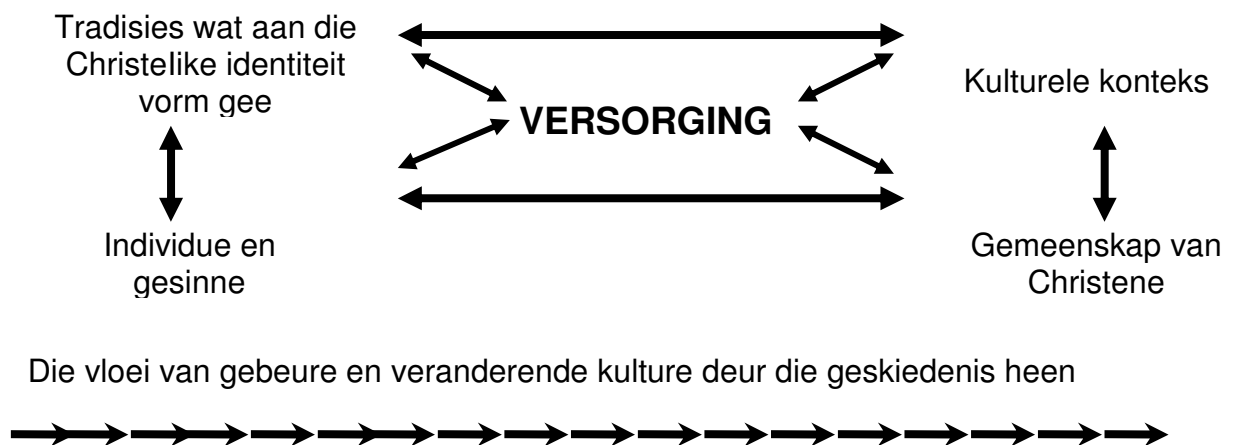 Tradisies wat aan die
Christelike identiteit
vorm gee
Kulturele konteks
VERSORGING
Individue en
gesinne
Gemeenskap van
Christene
Die vloei van gebeure en veranderende kulture deur die geskiedenis heen